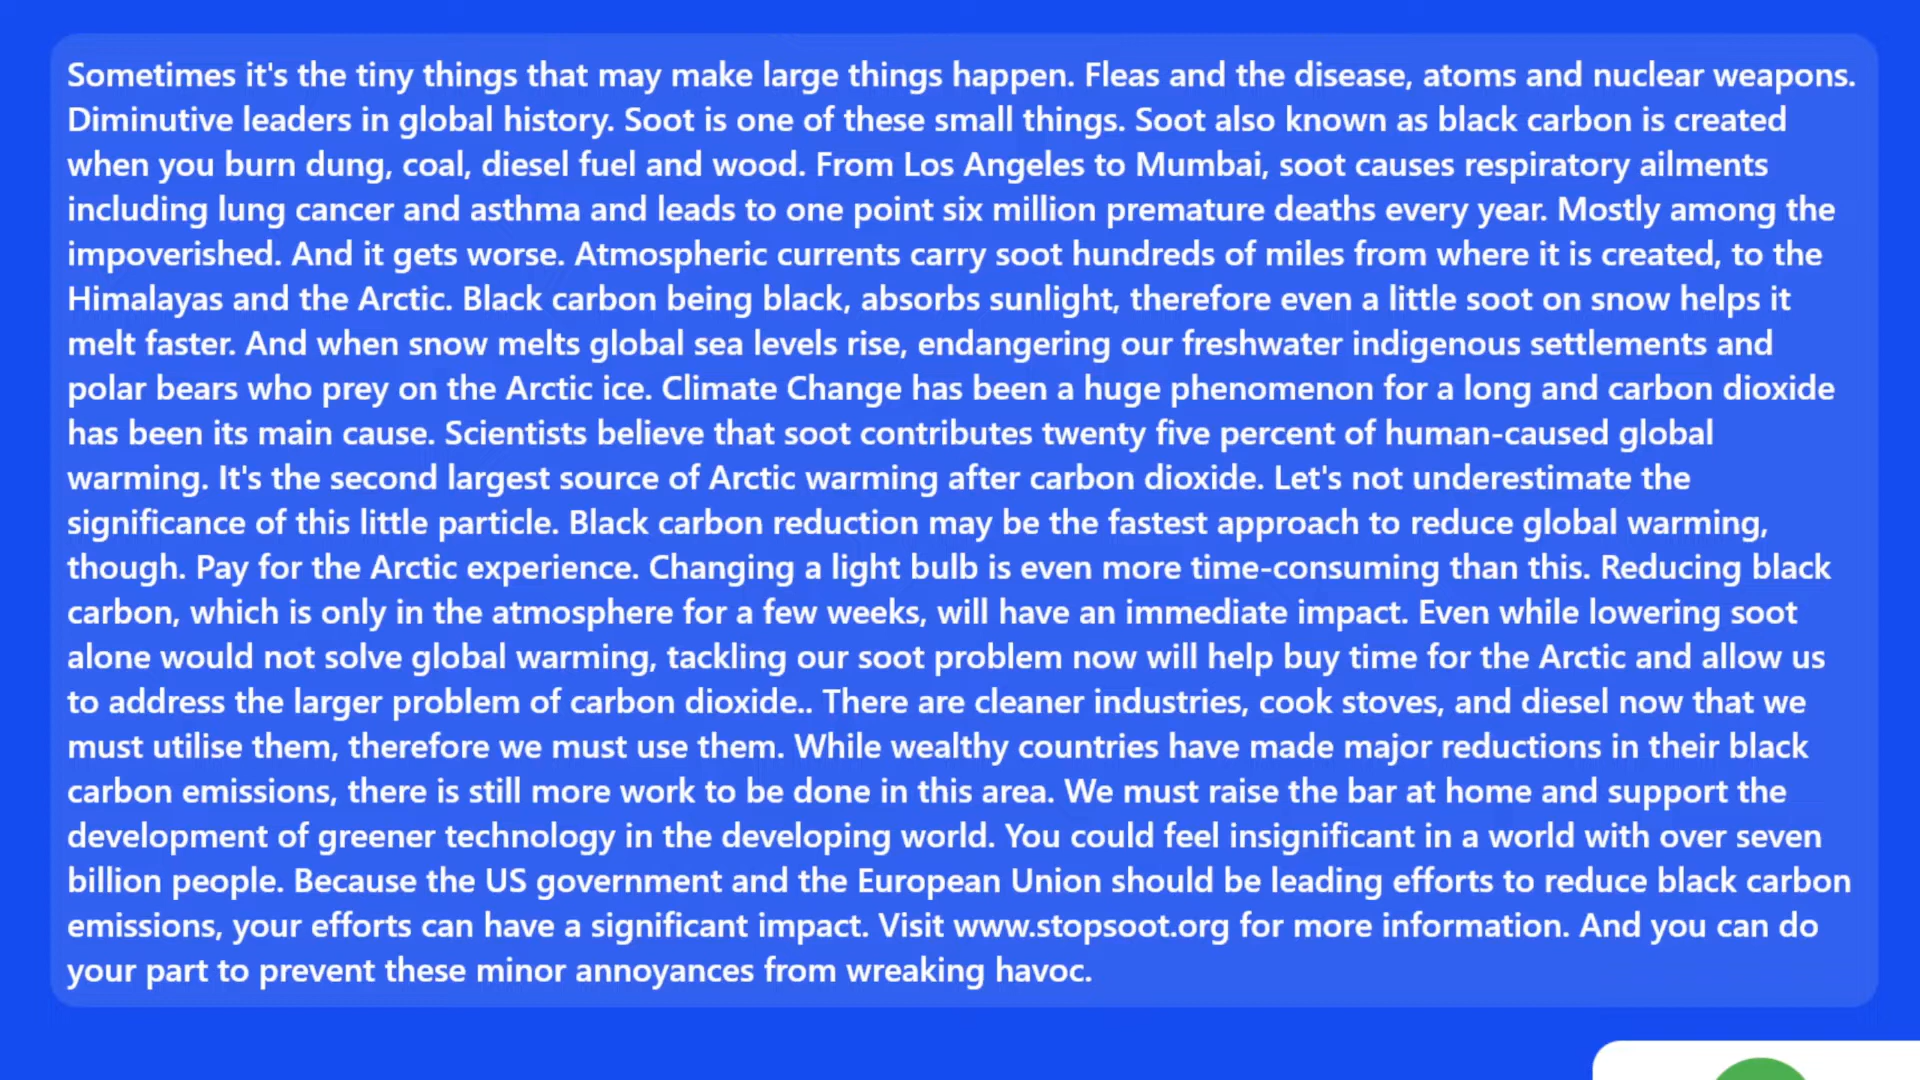 Sometimes it's the tiny things that may make large things happen. Fleas and the disease, atoms and nuclear weapons.
Diminutive leaders in global history. Soot is one of these small things. Soot also known as black carbon is created
when you burn dung, coal, diesel fuel and wood. From Los Angeles to Mumbai, soot causes respiratory ailments
including lung cancer and asthma and leads to one point six million premature deaths every year. Mostly among the
impoverished. And it gets worse. Atmospheric currents carry soot hundreds of miles from where it is created, to the
Himalayas and the Arctic. Black carbon being black, absorbs sunlight, therefore even a little soot on snow helps it
melt faster. And when snow melts global sea levels rise, endangering our freshwater indigenous settlements and
polar bears who prey on the Arctic ice. Climate Change has been a huge phenomenon for a long and carbon dioxide
has been its main cause. Scientists believe that soot contributes twenty five percent of human-caused global
warming. It's the second largest source of Arctic warming after carbon dioxide. Let's not underestimate the
significance of this little particle. Black carbon reduction may be the fastest approach to reduce global warming,
though. Pay for the Arctic experience. Changing a light bulb is even more time-consuming than this. Reducing black
carbon, which is only in the atmosphere for a few weeks, will have an immediate impact. Even while lowering soot
alone would not solve global warming, tackling our soot problem now will help buy time for the Arctic and allow us
to address the larger problem of carbon dioxide.. There are cleaner industries, cook stoves, and diesel now that we
must utilise them, therefore we must use them. While wealthy countries have made major reductions in their black
carbon emissions, there is still more work to be done in this area. We must raise the bar at home and support the
development of greener technology in the developing world. You could feel insignificant in a world with over seven
billion people. Because the US government and the European Union should be leading efforts to reduce black carbon
emissions, your efforts can have a significant impact. Visit www.stopsoot.org for more information. And you can do
your part to prevent these minor annoyances from wreaking havoc.